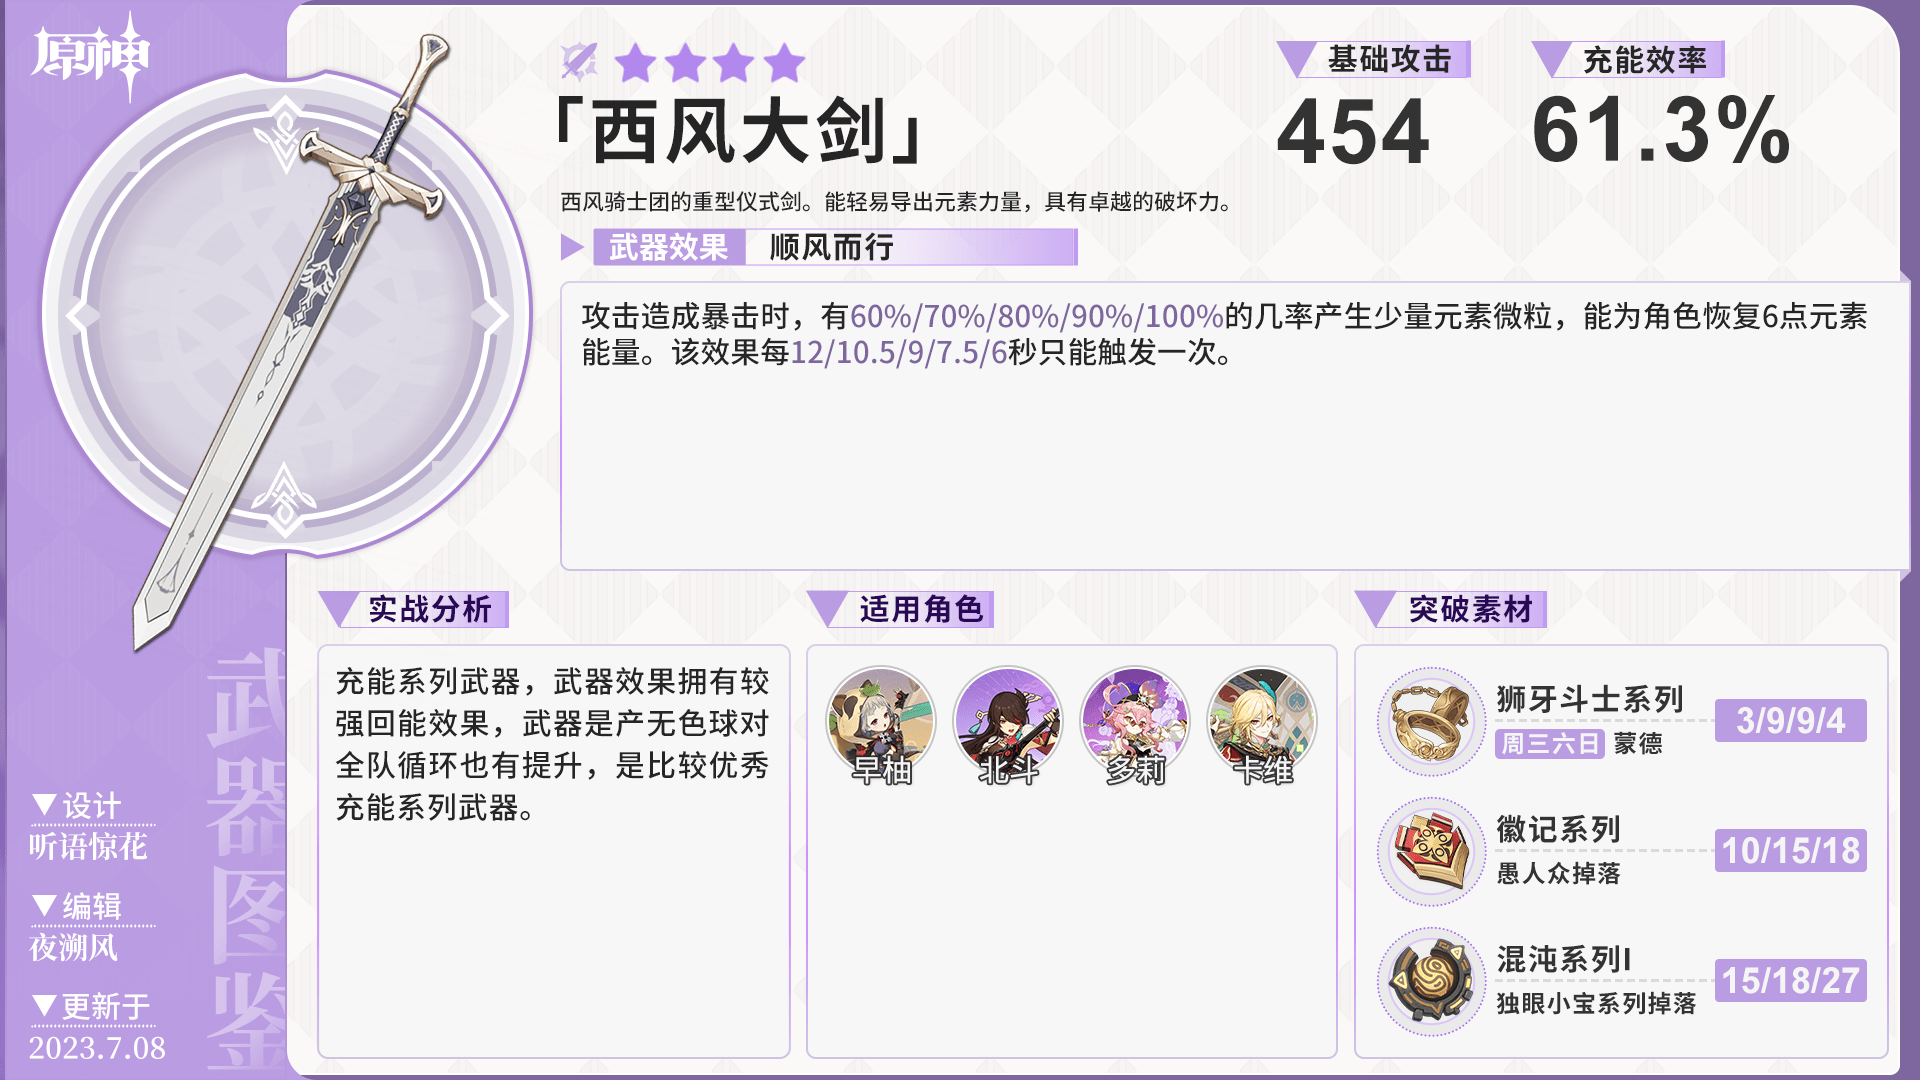 原神
「西风大剑」
基础攻击
454
充能效率
61.3%
西风骑士团的重型仪式剑。能轻易导出元素力量，具有卓越的破坏力。
武器效果 顺风而行
攻击造成暴击时，有60%/70%/80%/90%/100%的几率产生少量元素微粒，能为角色恢复6点元素
能量。该效果每12/10.5/9/7.5/6秒只能触发一次。
实战分析
充能系列武器，武器效果拥有较
强回能效果，武器是产无色球对
全队循环也有提升，是比较优秀
充能系列武器。
适用角色
早柚
北斗
多莉
卡维
突破素材
狮牙斗士系列
周三六日 蒙德
3/9/9/4
徽记系列
愚人众掉落
10/15/18
混沌系列I
独眼小宝系列掉落
15/18/27
武器图鉴
▼设计
听语惊花
▼编辑
夜溯风
▼更新于
2023.7.08